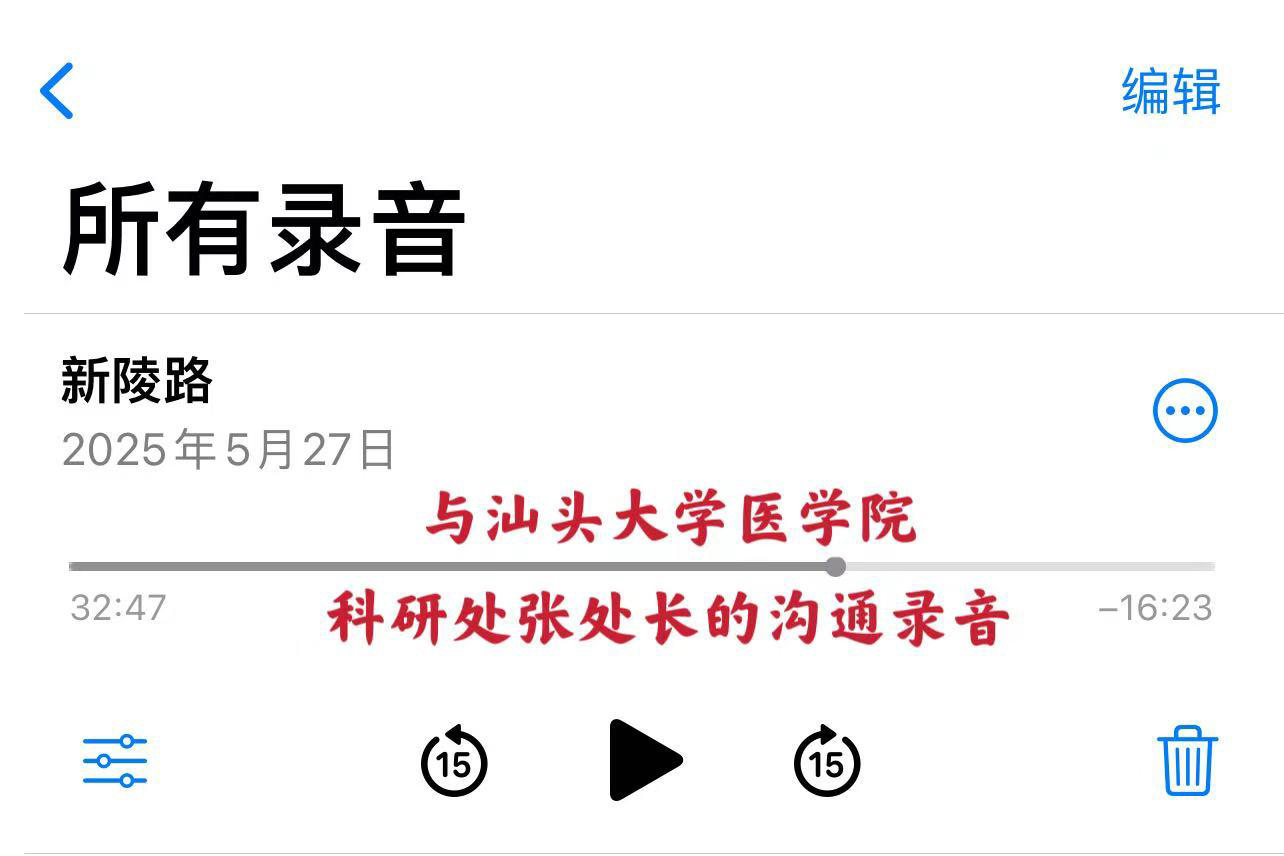 编辑
所有录音
新陵路
2025年5月27日
与汕头大学医学院
32:47
科研处张处长的沟通录音
–16:23
15
15